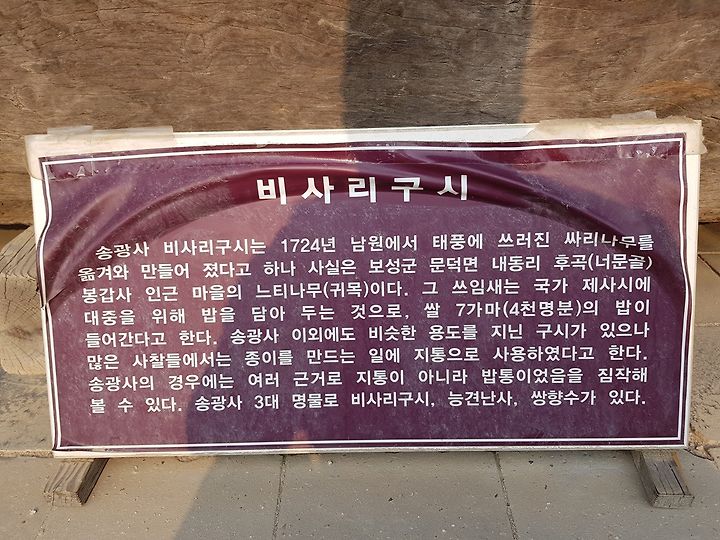 비사리구시
송광사 비사리구시는 1724년 남원에서 태풍에 쓰러진 싸리나무를
옮겨와 만들어 졌다고 하나 사실은 보성군 문덕면 내동리 후곡(너문골)
봉갑사 인근 마을의 느티나무(귀목)이다. 그 쓰임새는 국가 제사시에
대중을 위해 밥을 담아 두는 것으로, 쌀 7가마(4천명분)의 밥이
들어간다고 한다. 송광사 이외에도 비슷한 용도를 지닌 구시가 있으나
많은 사찰들에서는 종이를 만드는 일에 지통으로 사용하였다고 한다.
송광사의 경우에는 여러 근거로 지통이 아니라 밥통이었음을 짐작해
볼 수 있다. 송광사 3대 명물로 비사리구시, 능견난사, 쌍향수가 있다.